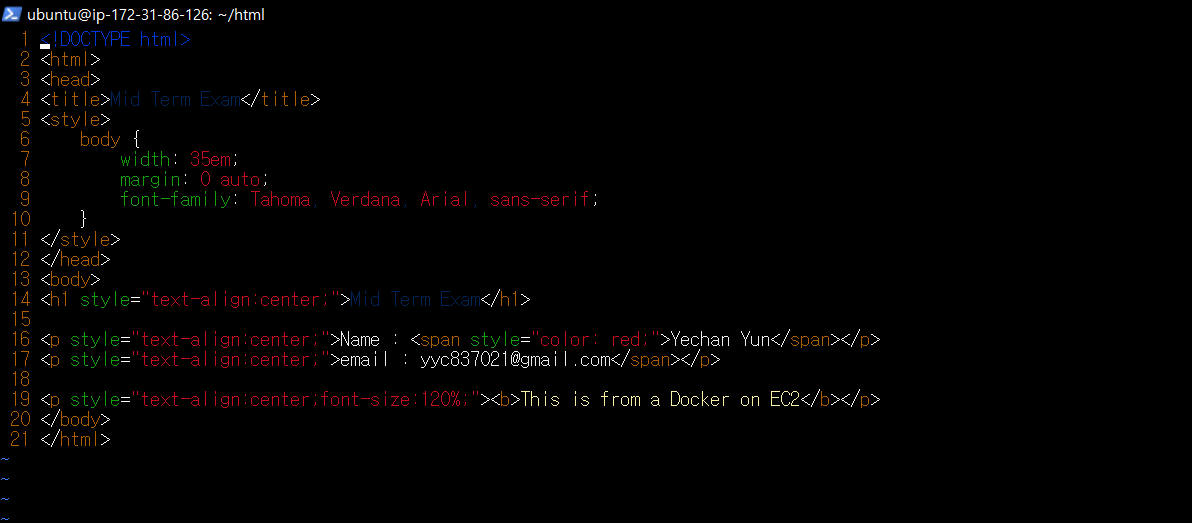 ubuntu@ip-172-31-86-126: ~/html
1 <!DOCTYPE html>
2 <html>
3 <head>
4 <title>Mid Term Exam</title>
5 <style>
6     body {
7         width: 35em;
8         margin: 0 auto;
9         font-family: Tahoma, Verdana, Arial, sans-serif;
10     }
11 </style>
12 </head>
13 <body>
14 <h1 style="text-align:center;">Mid Term Exam</h1>
15
16 <p style="text-align:center;">Name : <span style="color: red;">Yechan Yun</span></p>
17 <p style="text-align:center;">email : yyc837021@gmail.com</span></p>
18
19 <p style="text-align:center;font-size:120%;"><b>This is from a Docker on EC2</b></p>
20 </body>
21 </html>
~
~
~
~